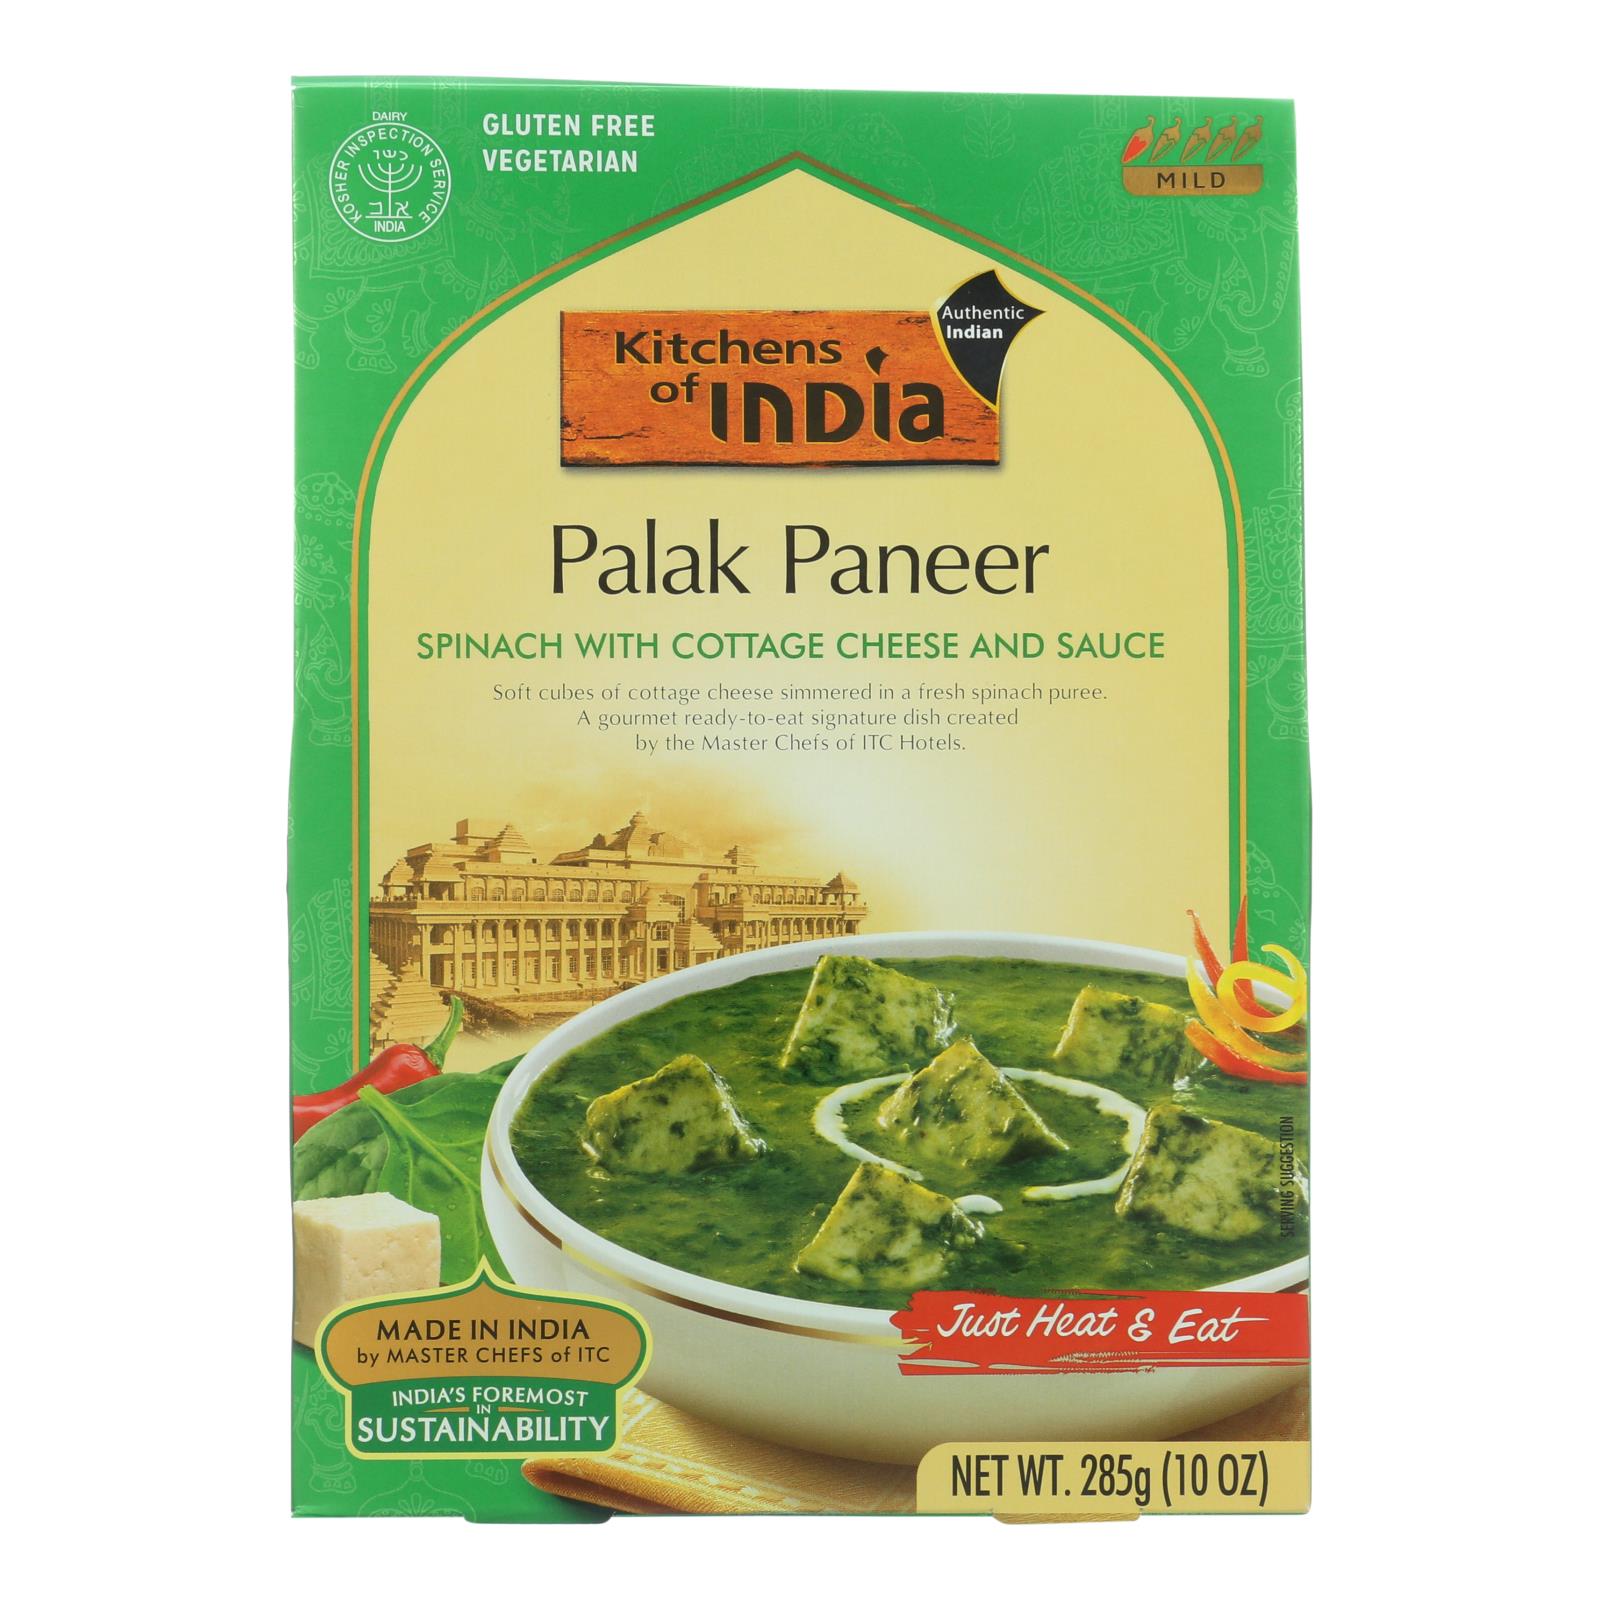 DAIRY
KOSHER INSPECTION SERVICE
כשר
INDIA
GLUTEN FREE
VEGETARIAN
MILD
Authentic
Indian
Kitchens
of INDIA
Palak Paneer
SPINACH WITH COTTAGE CHEESE AND SAUCE
Soft cubes of cottage cheese simmered in a fresh spinach puree.
A gourmet ready-to-eat signature dish created
by the Master Chefs of ITC Hotels.
SERVING SUGGESTION
Just Heat & Eat
MADE IN INDIA
by MASTER CHEFS of ITC
INDIA'S FOREMOST
IN
SUSTAINABILITY
NET WT. 285g (10 OZ)